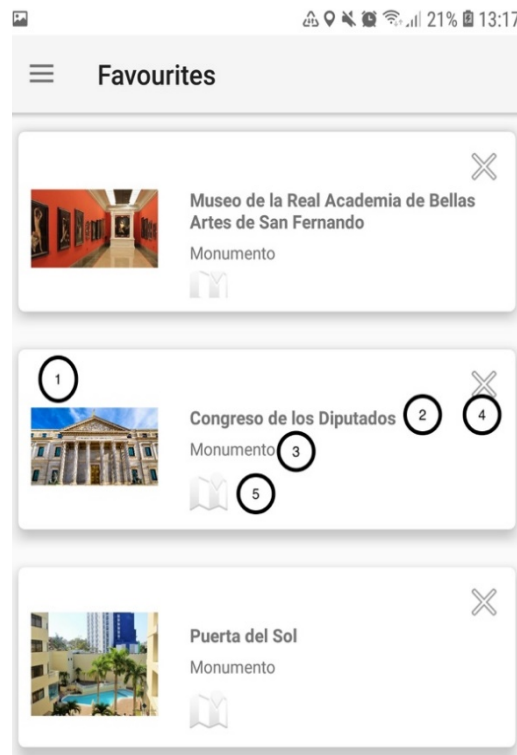 21% 13:17
Favourites
Museo de la Real Academia de Bellas
Artes de San Fernando
Monumento
1
Congreso de los Diputados 2 4
Monumento 3
5
Puerta del Sol
Monumento